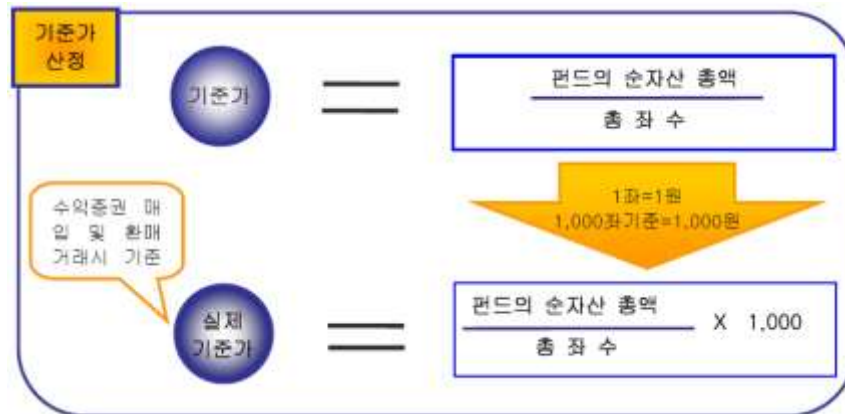 기준가
산정
기준가
펀드의 순자산 총액
총 좌 수
1좌=1원
1,000좌기준=1,000원
수익증권 매
입 및 환매
거래시 기준
실제
기준가
펀드의 순자산 총액
X 1,000
총 좌 수